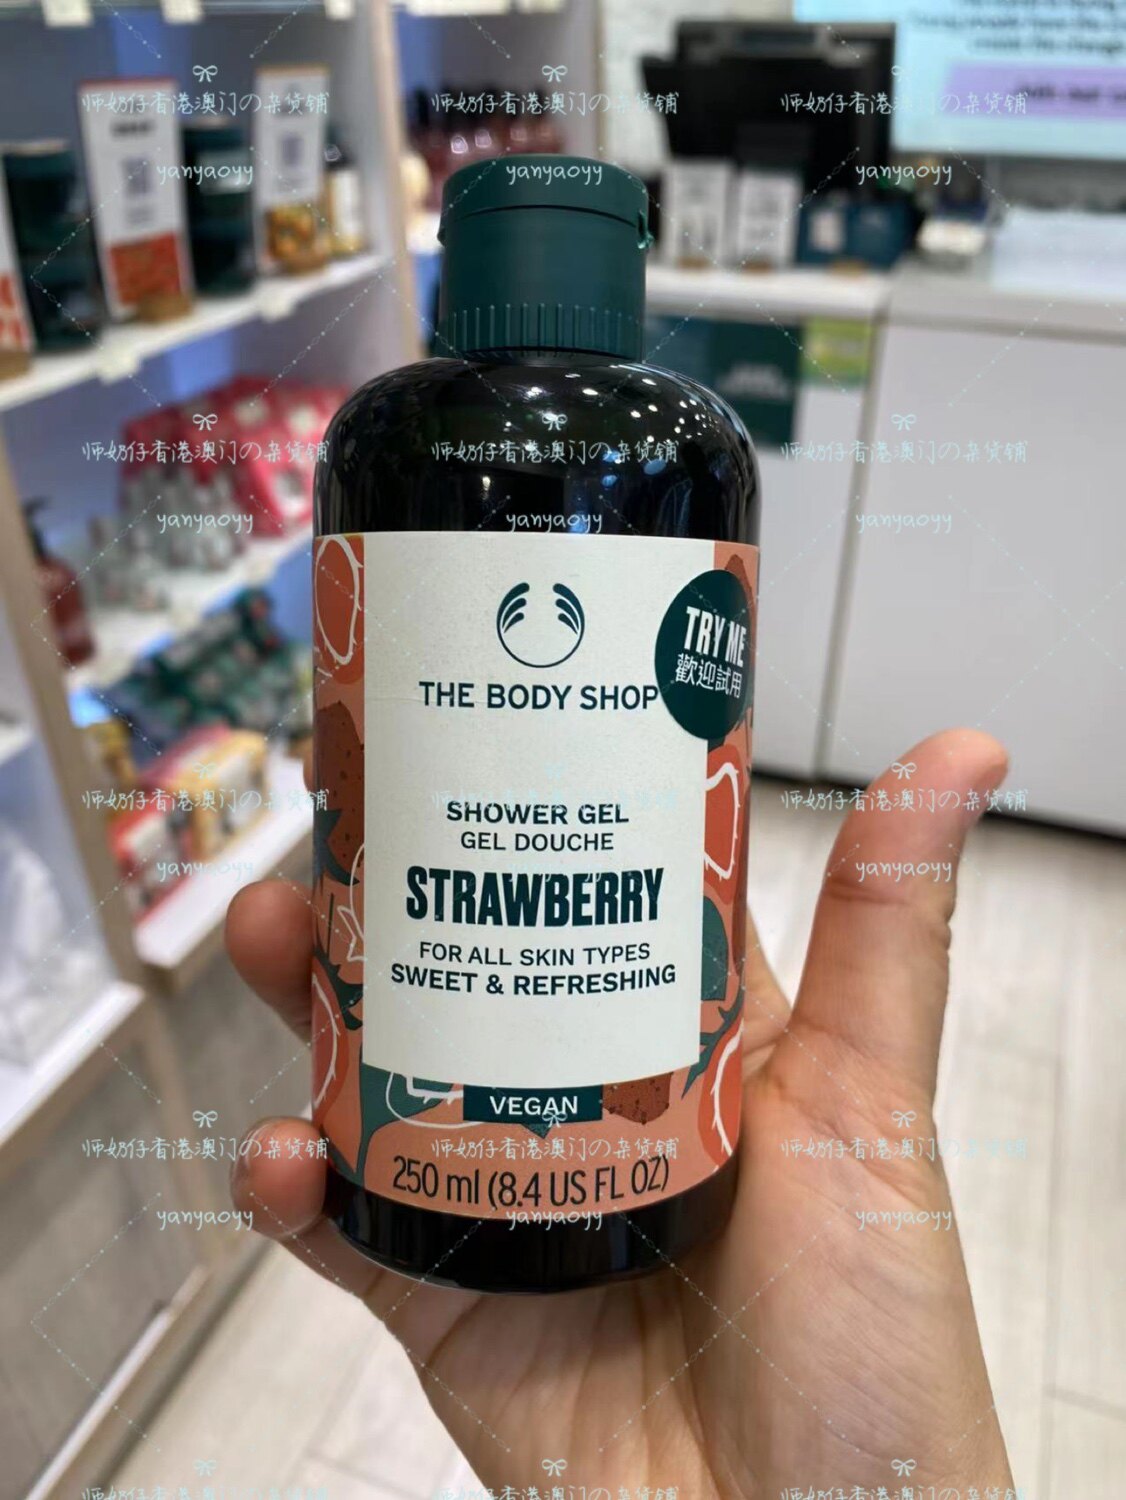 THE BODY SHOP
TRY ME
歡迎試用
SHOWER GEL
GEL DOUCHE
STRAWBERRY
FOR ALL SKIN TYPES
SWEET & REFRESHING
VEGAN
250 ml (8.4 US FL OZ)
师奶仔香港澳门の杂货铺
yanyaoyy